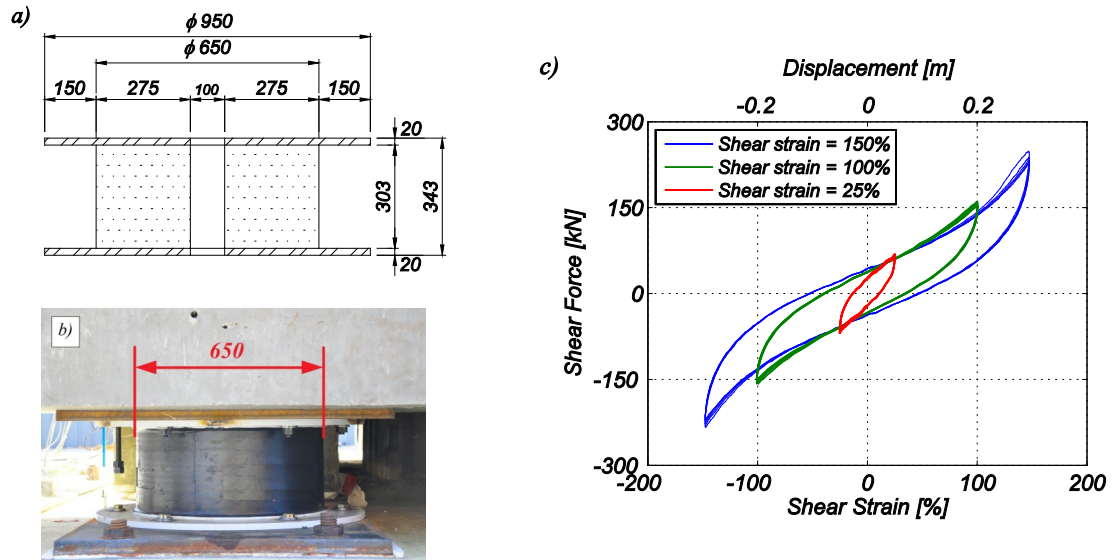 a)
ϕ 950
ϕ 650
150 275 100 275 150
20
303
343
20
b)
650
c)
Displacement [m]
-0.2 0 0.2
300
150
0
-150
-300
Shear Force [kN]
Shear strain = 150%
Shear strain = 100%
Shear strain = 25%
-200 -100 0 100 200
Shear Strain [%]